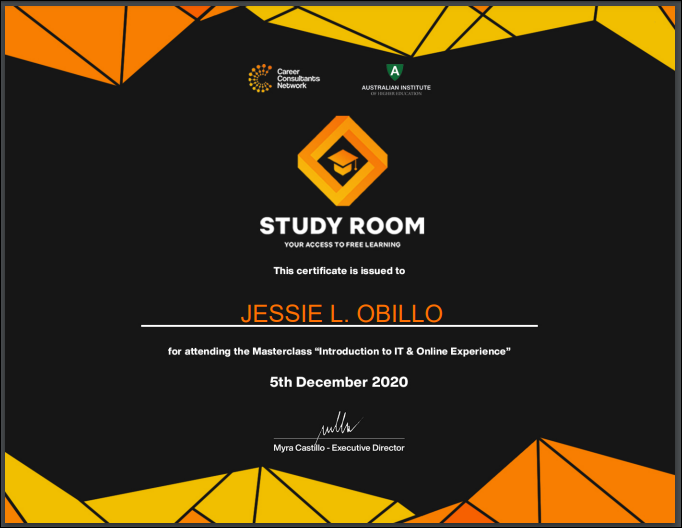 Career
Consultants
Network
A
AUSTRALIAN INSTITUTE
OF HIGHER EDUCATION
STUDY ROOM
YOUR ACCESS TO FREE LEARNING
This certificate is issued to
JESSIE L. OBILLO
for attending the Masterclass “Introduction to IT & Online Experience”
5th December 2020
Myra Castillo - Executive Director